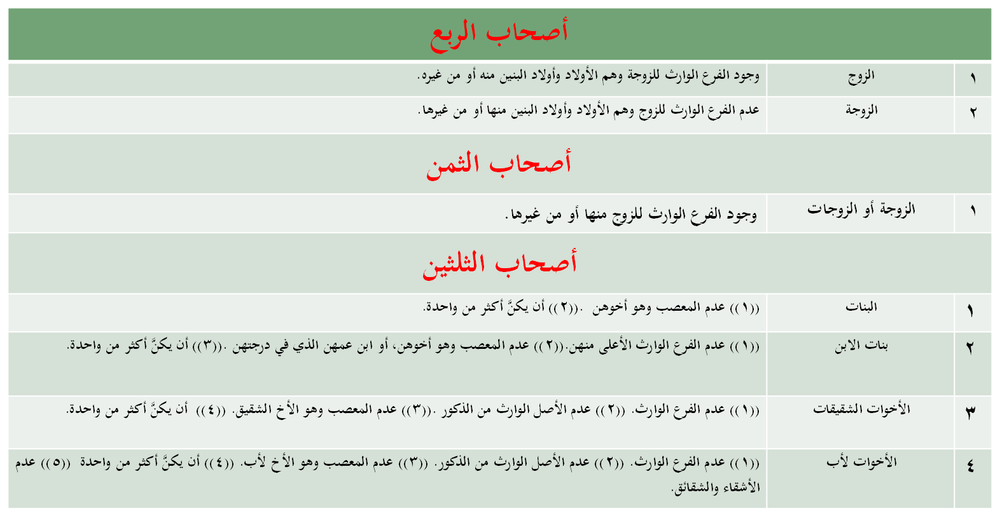 أصحاب الربع
١ الزوج وجود الفرع الوارث للزوجة وهم الأولاد وأولاد البنين منه أو من غيره.
٢ الزوجة عدم الفرع الوارث للزوج وهم الأولاد وأولاد البنين منها أو من غيرها.
أصحاب الثمن
١ الزوجة أو الزوجات وجود الفرع الوارث للزوج منها أو من غيرها.
أصحاب الثلثين
١ البنات ((١)) عدم المعصب وهو أخوهن .((٢)) أن يكنَّ أكثر من واحدة.
٢ بنات الابن ((١)) عدم الفرع الوارث الأعلى منهن.((٢)) عدم المعصب وهو أخوهن، أو ابن عمهن الذي في درجتهن .((٣)) أن يكنَّ أكثر من واحدة.
٣ الأخوات الشقيقات ((١)) عدم الفرع الوارث. ((٢)) عدم الأصل الوارث من الذكور .((٣)) عدم المعصب وهو الأخ الشقيق. ((٤)) أن يكنَّ أكثر من واحدة.
٤ الأخوات لأب ((١)) عدم الفرع الوارث. ((٢)) عدم الأصل الوارث من الذكور. ((٣)) عدم المعصب وهو الأخ لأب. ((٤)) أن يكنَّ أكثر من واحدة ((٥)) عدم
الأشقاء والشقائق.